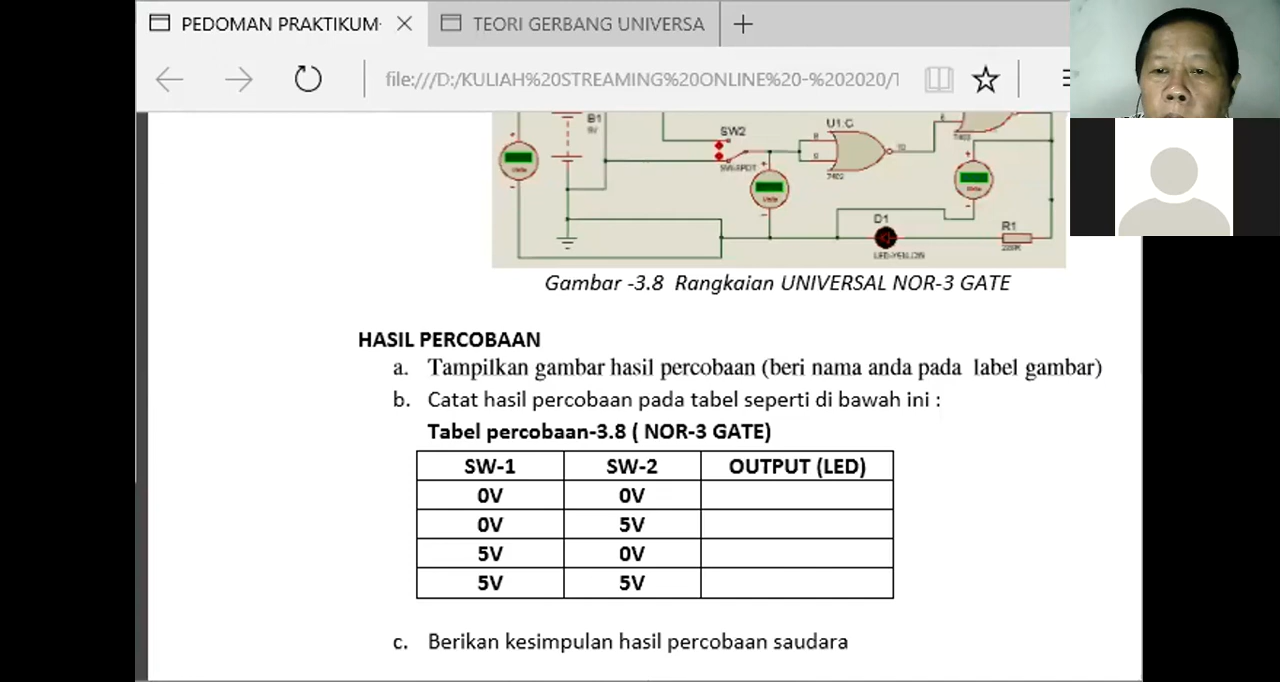 PEDOMAN PRAKTIKUM
TEORI GERBANG UNIVERSA
file:///D:/KULIAH%20STREAMING%20ONLINE%20-%202020/T
B1
SW2
U1:C
D1
R1
Gambar -3.8 Rangkaian UNIVERSAL NOR-3 GATE
HASIL PERCOBAAN
a. Tampilkan gambar hasil percobaan (beri nama anda pada label gambar)
b. Catat hasil percobaan pada tabel seperti di bawah ini :
Tabel percobaan-3.8 ( NOR-3 GATE)
SW-1 SW-2 OUTPUT (LED)
0V 0V
0V 5V
5V 0V
5V 5V
c. Berikan kesimpulan hasil percobaan saudara